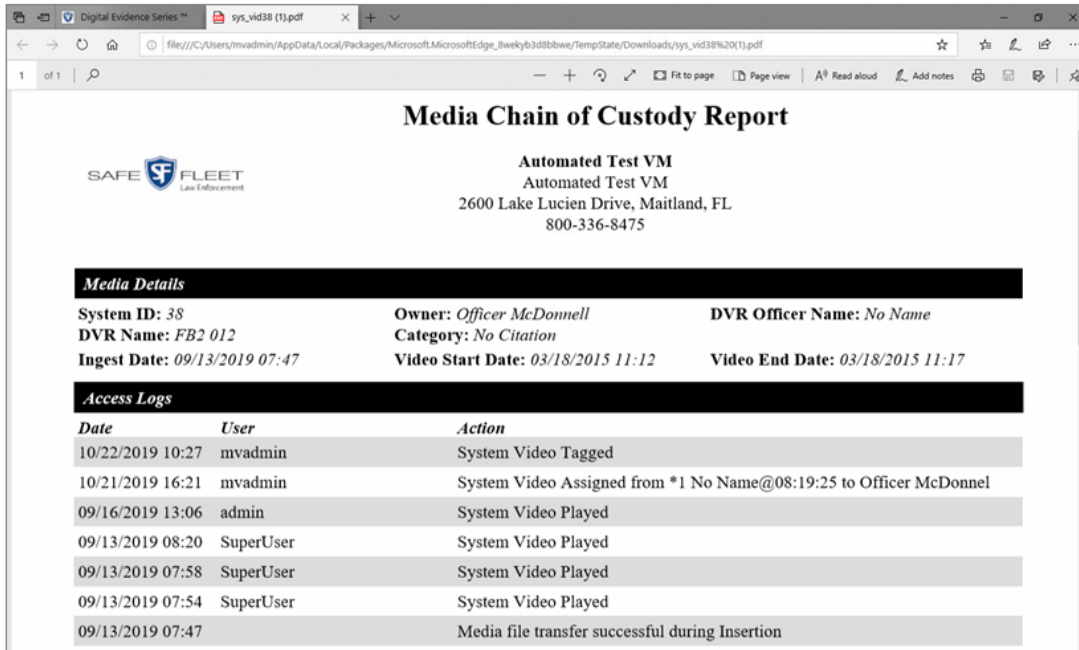 Digital Evidence Series ™ sys_vid38 (1).pdf
file:///C:/Users/mvadmin/AppData/Local/Packages/Microsoft.MicrosoftEdge_8wekyb3d8bbwe/TempState/Downloads/sys_vid38%20(1).pdf
1 of 1 Fit to page Page view Read aloud Add notes
Media Chain of Custody Report
SAFE SF FLEET
Law Enforcement
Automated Test VM
Automated Test VM
2600 Lake Lucien Drive, Maitland, FL
800-336-8475
Media Details
System ID: 38 Owner: Officer McDonnell DVR Officer Name: No Name
DVR Name: FB2 012 Category: No Citation
Ingest Date: 09/13/2019 07:47 Video Start Date: 03/18/2015 11:12 Video End Date: 03/18/2015 11:17
Access Logs
Date User Action
10/22/2019 10:27 mvadmin System Video Tagged
10/21/2019 16:21 mvadmin System Video Assigned from *1 No Name@08:19:25 to Officer McDonnel
09/16/2019 13:06 admin System Video Played
09/13/2019 08:20 SuperUser System Video Played
09/13/2019 07:58 SuperUser System Video Played
09/13/2019 07:54 SuperUser System Video Played
09/13/2019 07:47 Media file transfer successful during Insertion